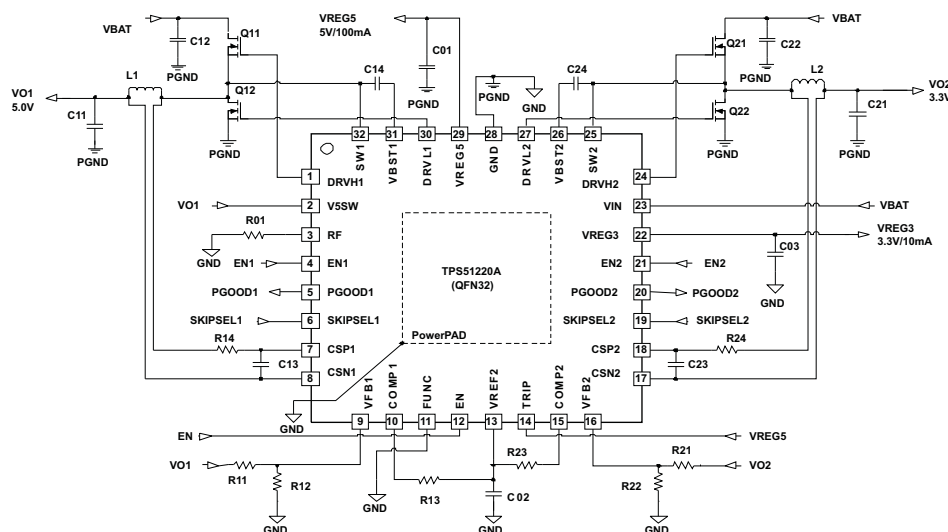 VBAT
Q11
C12
PGND
VREG5
5V/100mA
C01
PGND
PGND
GND
VBAT
Q21
C22
PGND
L1
VO1
5.0V
C11
PGND
Q12
PGND
C14
C24
Q22
PGND
L2
VO2
3.3V
C21
PGND
32 31 30 29 28 27 26 25
SW1 VBST1 DRVL1 VREG5 GND DRVL2 VBST2 SW2
1 DRVH1
DRVH2 24
VO1 2 V5SW
VIN 23 VBAT
R01 GND 3 RF
VREG3 22 VREG3
3.3V/10mA
C03
GND
EN1 4 EN1
EN2 21 EN2
TPS51220A
(QFN32)
PGOOD1 5 PGOOD1
PGOOD2 20 PGOOD2
SKIPSEL1 6 SKIPSEL1
SKIPSEL2 19 SKIPSEL2
PowerPAD
R14 7 CSP1
CSP2 18 R24
C13
C23
8 CSN1
CSN2 17
GND
VFB1 COMP1 FUNC EN VREF2 TRIP COMP2 VFB2
9 10 11 12 13 14 15 16
EN
VREG5
VO1
R11
R12
GND
GND
R13
R23
C02
GND
R21
VO2
R22
GND